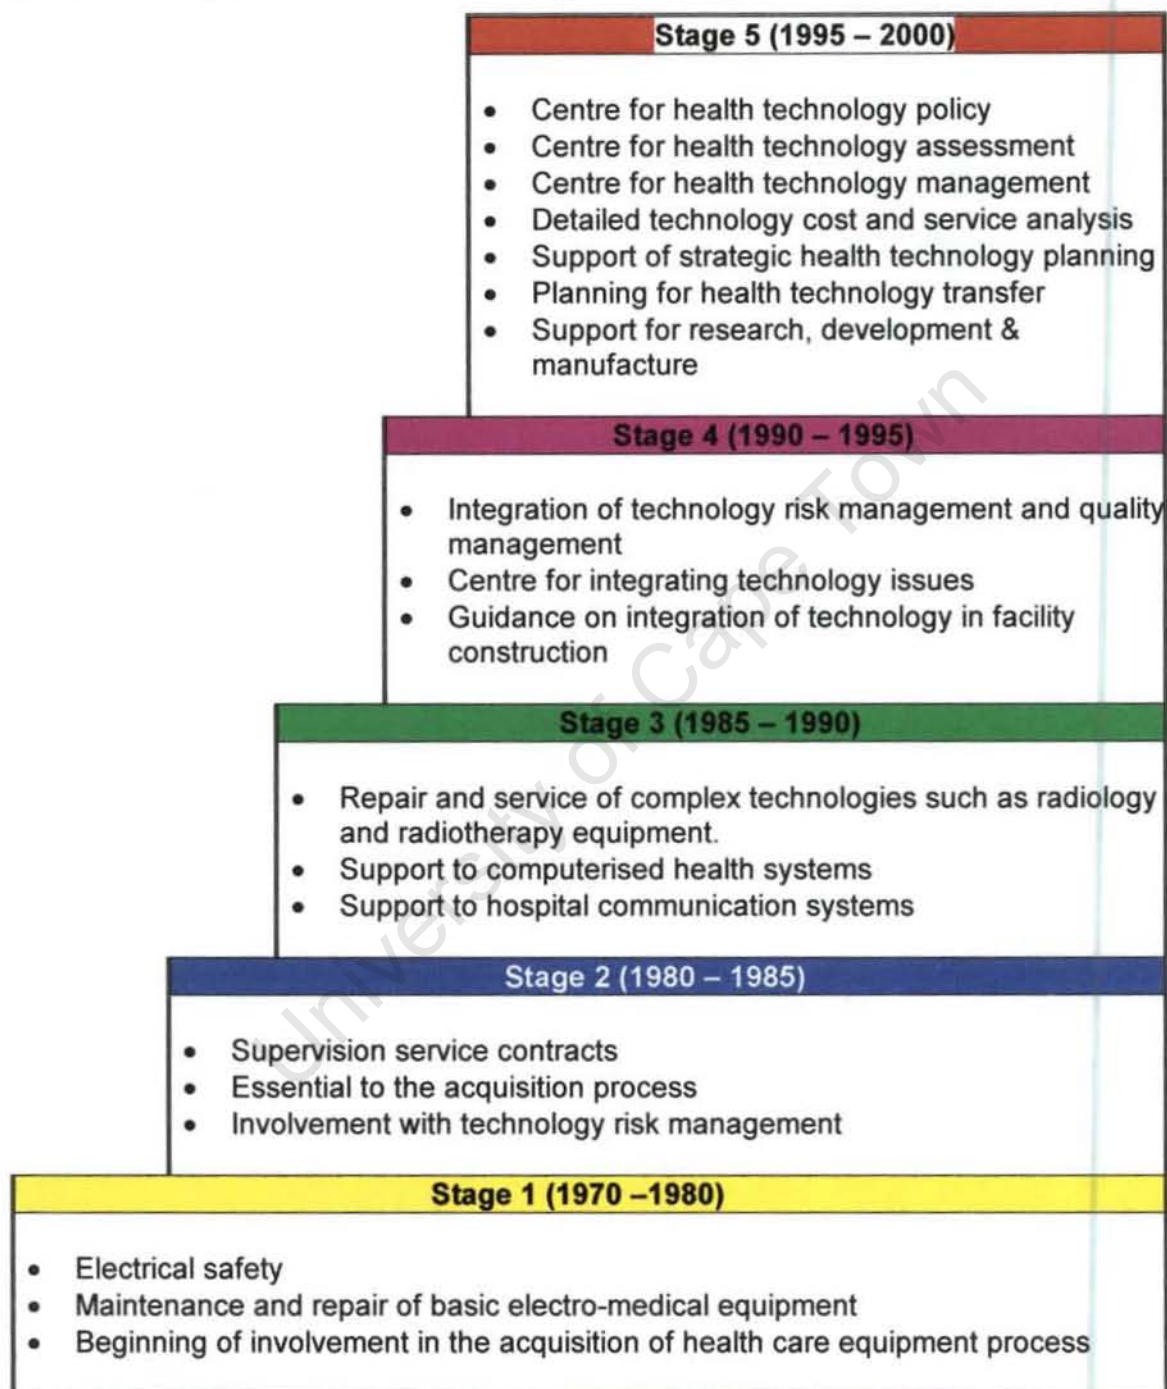 Stage 5 (1995 – 2000)
• Centre for health technology policy
• Centre for health technology assessment
• Centre for health technology management
• Detailed technology cost and service analysis
• Support of strategic health technology planning
• Planning for health technology transfer
• Support for research, development &
manufacture
Stage 4 (1990 – 1995)
• Integration of technology risk management and quality
management
• Centre for integrating technology issues
• Guidance on integration of technology in facility
construction
Stage 3 (1985 – 1990)
• Repair and service of complex technologies such as radiology
and radiotherapy equipment.
• Support to computerised health systems
• Support to hospital communication systems
Stage 2 (1980 – 1985)
• Supervision service contracts
• Essential to the acquisition process
• Involvement with technology risk management
Stage 1 (1970 –1980)
• Electrical safety
• Maintenance and repair of basic electro-medical equipment
• Beginning of involvement in the acquisition of health care equipment process
University of Cape Town